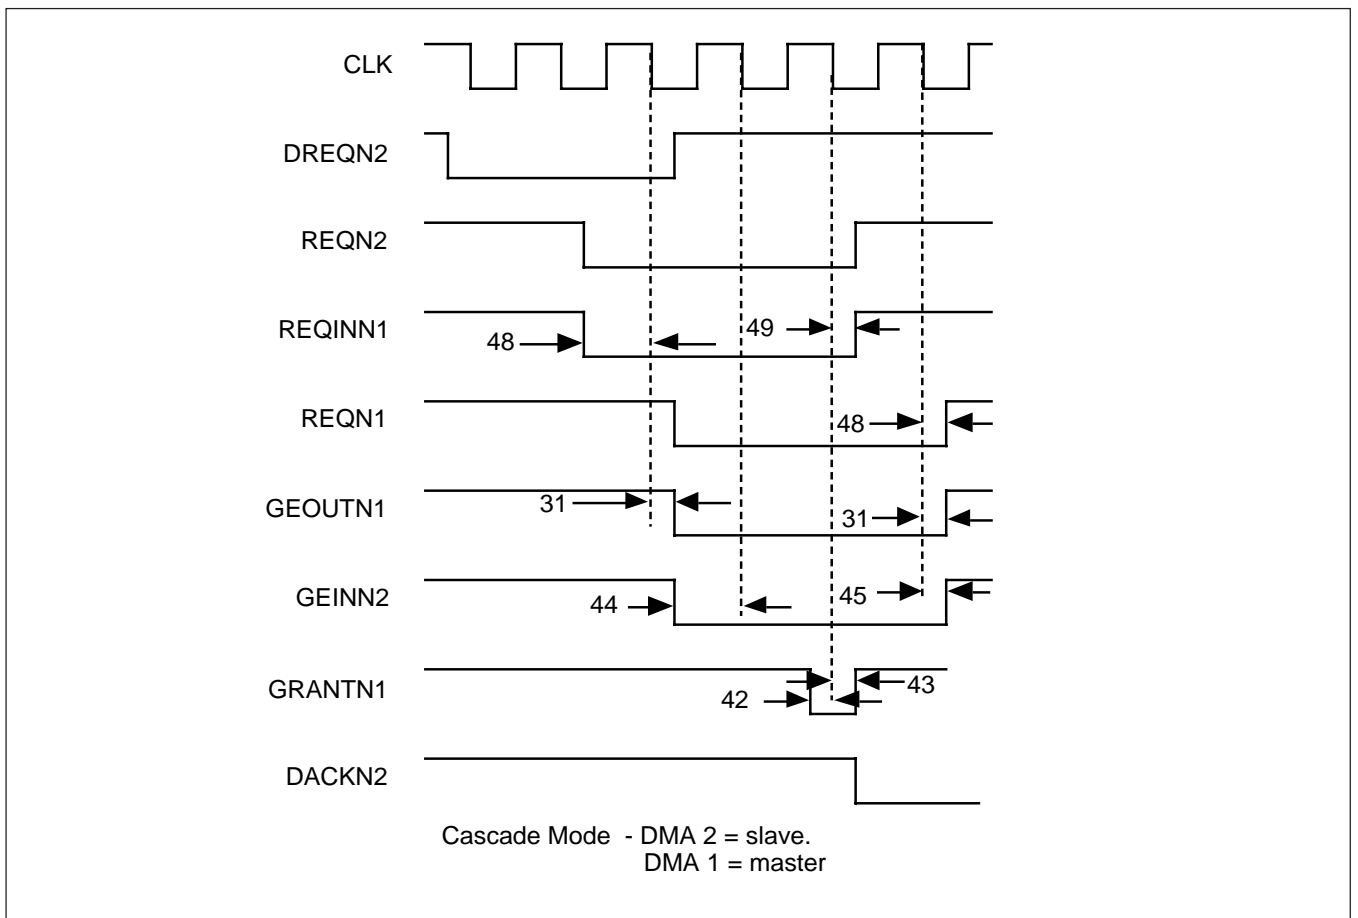 CLK
DREQN2
REQN2
REQINN1
48
49
REQN1
48
GEOUTN1
31
31
GEINN2
44
45
GRANTN1
42
43
DACKN2
Cascade Mode - DMA 2 = slave.
DMA 1 = master